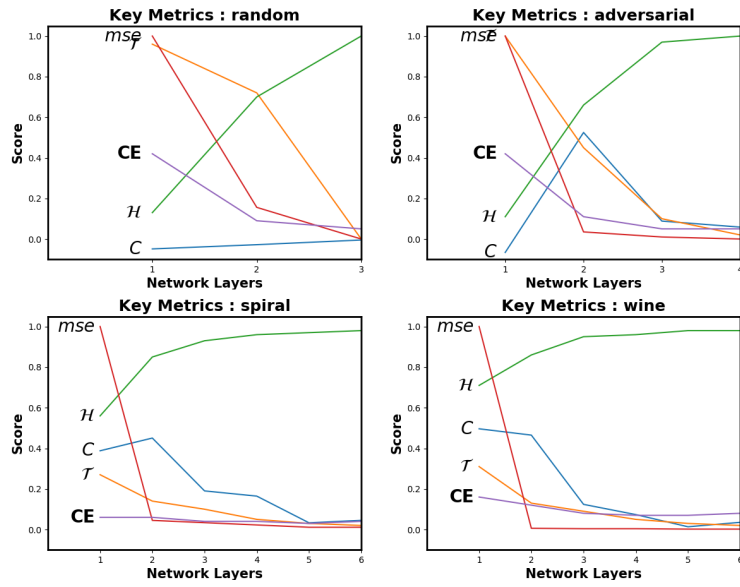 Key Metrics : random
Key Metrics : adversarial
1.0
0.8
0.6
0.4
0.2
0.0
Score
mse
𝒯
CE
ℋ
C
1 2 3
Network Layers
1.0
0.8
0.6
0.4
0.2
0.0
Score
mse
CE
ℋ
C
1 2 3 4
Network Layers
Key Metrics : spiral
Key Metrics : wine
1.0
0.8
0.6
0.4
0.2
0.0
Score
mse
ℋ
C
𝒯
CE
1 2 3 4 5 6
Network Layers
1.0
0.8
0.6
0.4
0.2
0.0
Score
mse
ℋ
C
𝒯
CE
1 2 3 4 5 6
Network Layers